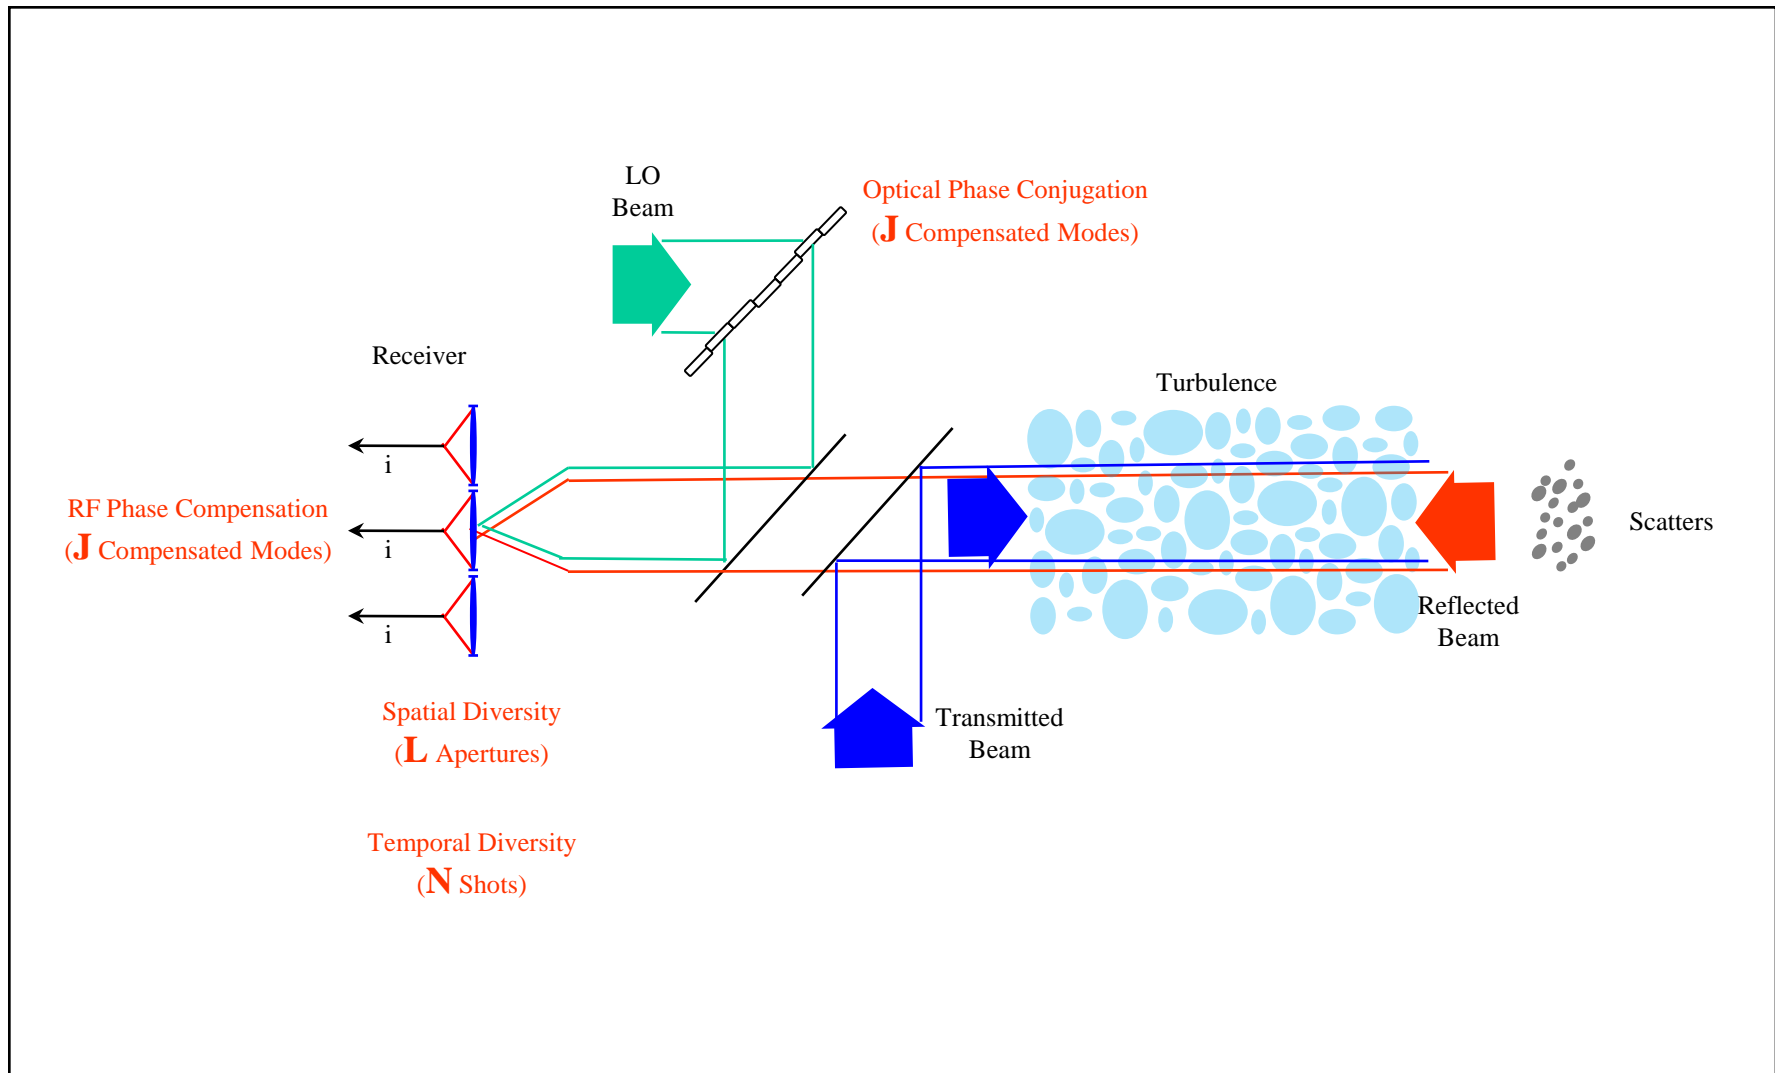 LO
Beam
Optical Phase Conjugation
(J Compensated Modes)
Receiver
Turbulence
i
RF Phase Compensation
(J Compensated Modes)
i
Scatters
i
Reflected
Beam
Spatial Diversity
(L Apertures)
Transmitted
Beam
Temporal Diversity
(N Shots)